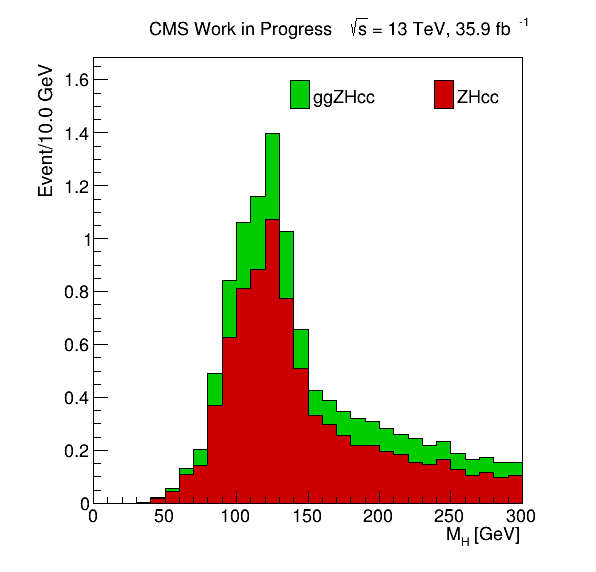 CMS Work in Progress √s = 13 TeV, 35.9 fb -1
Event/10.0 GeV
ggZHcc ZHcc
1.6
1.4
1.2
1
0.8
0.6
0.4
0.2
0
0 50 100 150 200 250 300
M_H [GeV]